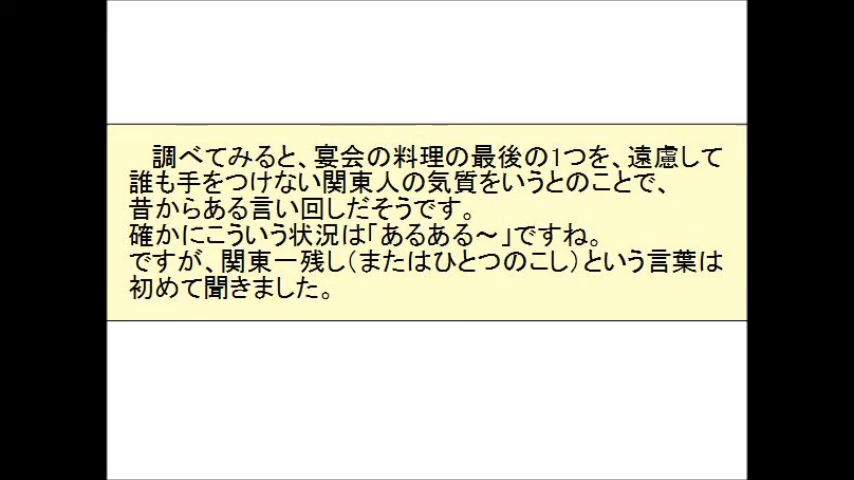 調べてみると、宴会の料理の最後の1つを、遠慮して
誰も手をつけない関東人の気質をいうとのことで、
昔からある言い回しだそうです。
確かにこういう状況は｢あるある～｣ですね。
ですが、関東一残し（またはひとつのこし）という言葉は
初めて聞きました。